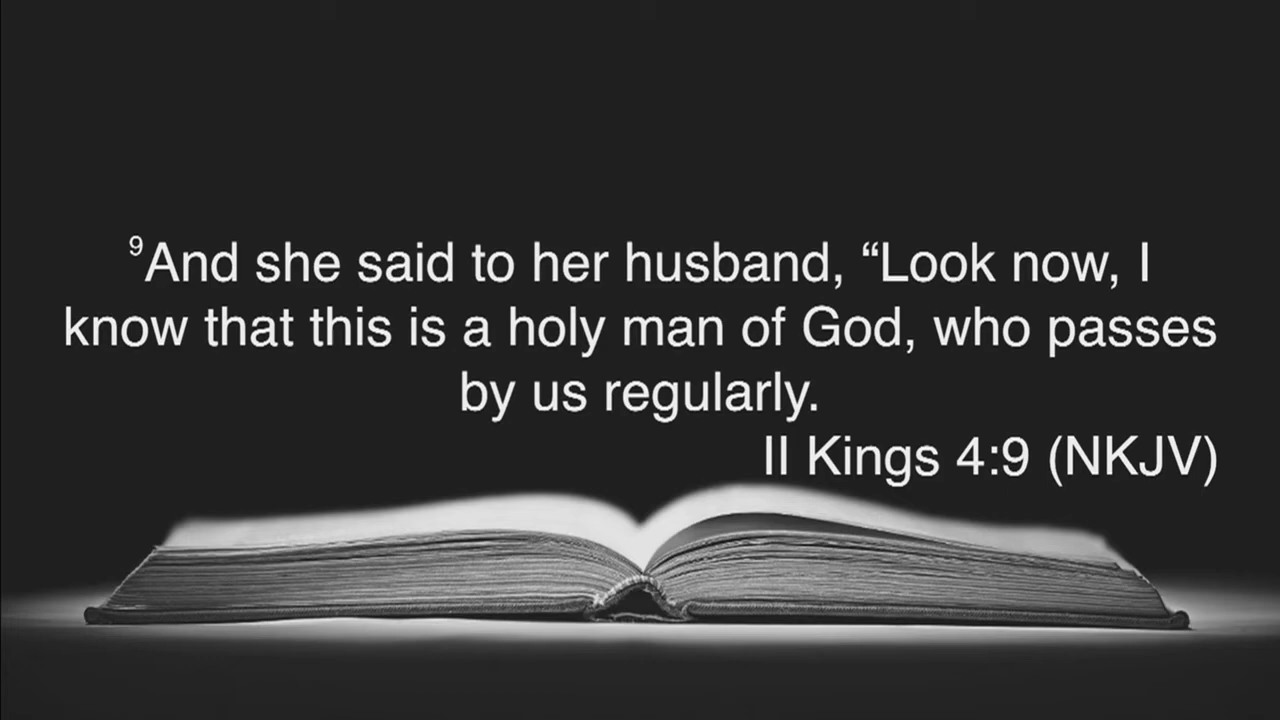 ⁹And she said to her husband, “Look now, I
know that this is a holy man of God, who passes
by us regularly.
II Kings 4:9 (NKJV)